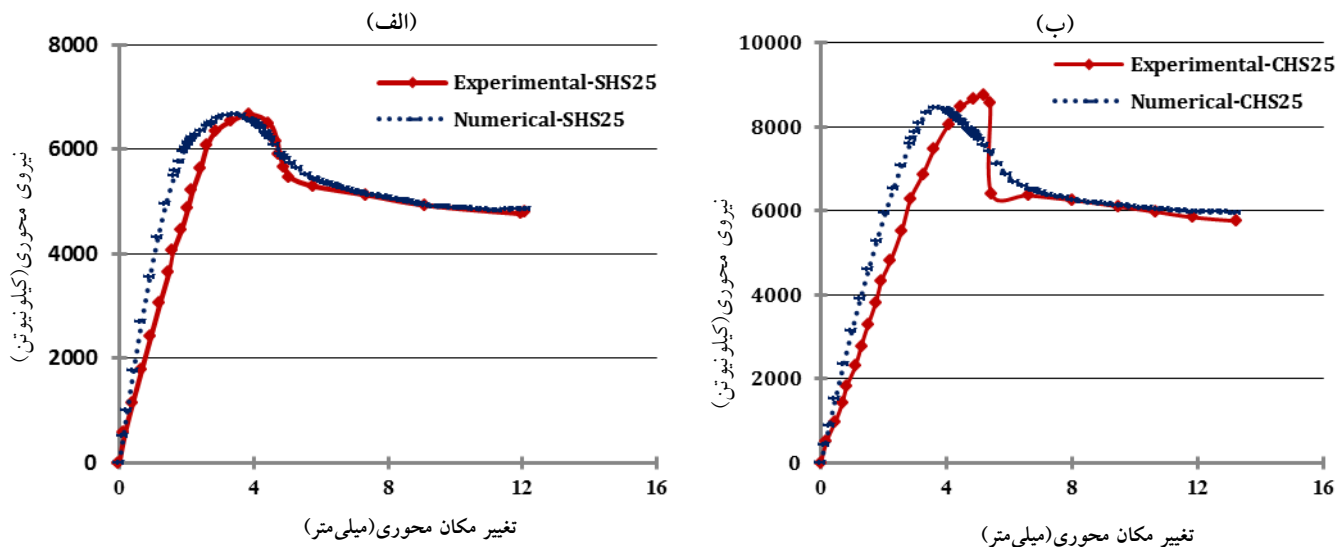 (الف)
8000
6000
4000
2000
0
0 4 8 12 16
Experimental-SHS25
Numerical-SHS25
نیروی محوری(کیلونیوتن)
تغییر مکان محوری(میلی‌متر)
(ب)
10000
8000
6000
4000
2000
0
0 4 8 12 16
Experimental-CHS25
Numerical-CHS25
نیروی محوری(کیلونیوتن)
تغییر مکان محوری(میلی‌متر)